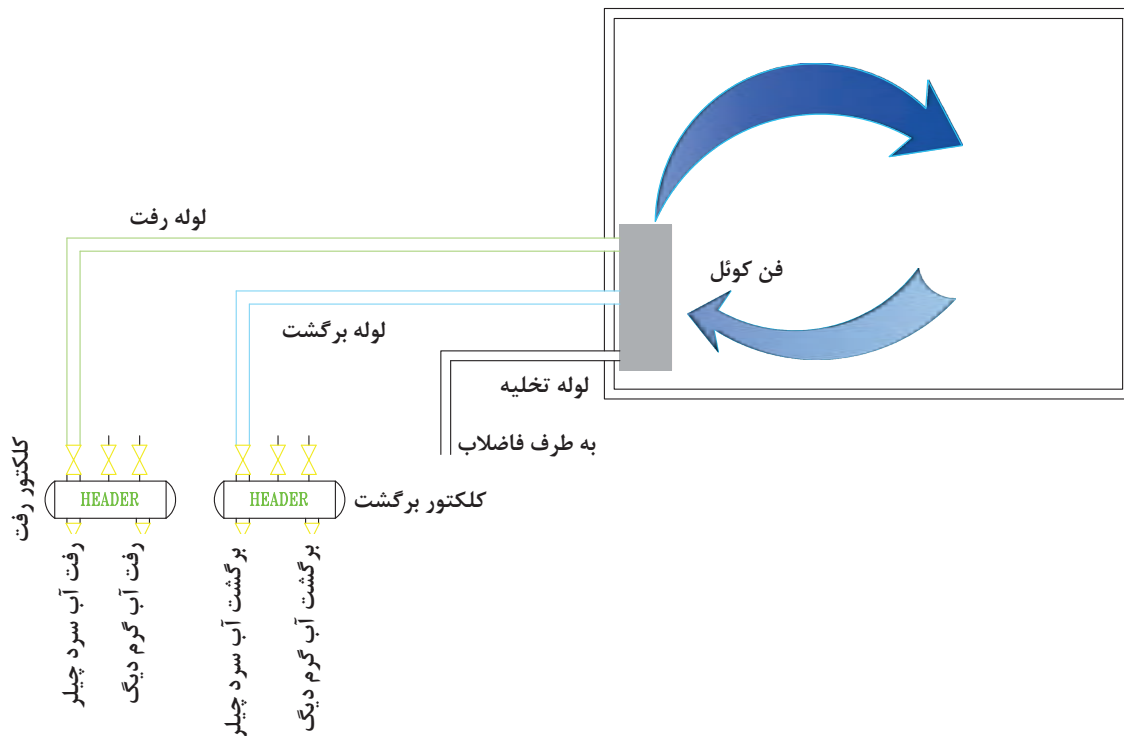 لوله رفت
فن کوئل
لوله برگشت
لوله تخلیه
به طرف فاضلاب
کلکتور رفت
HEADER
HEADER
کلکتور برگشت
رفت آب سرد چیلر
رفت آب گرم دیگ
برگشت آب سرد چیلر
برگشت آب گرم دیگ